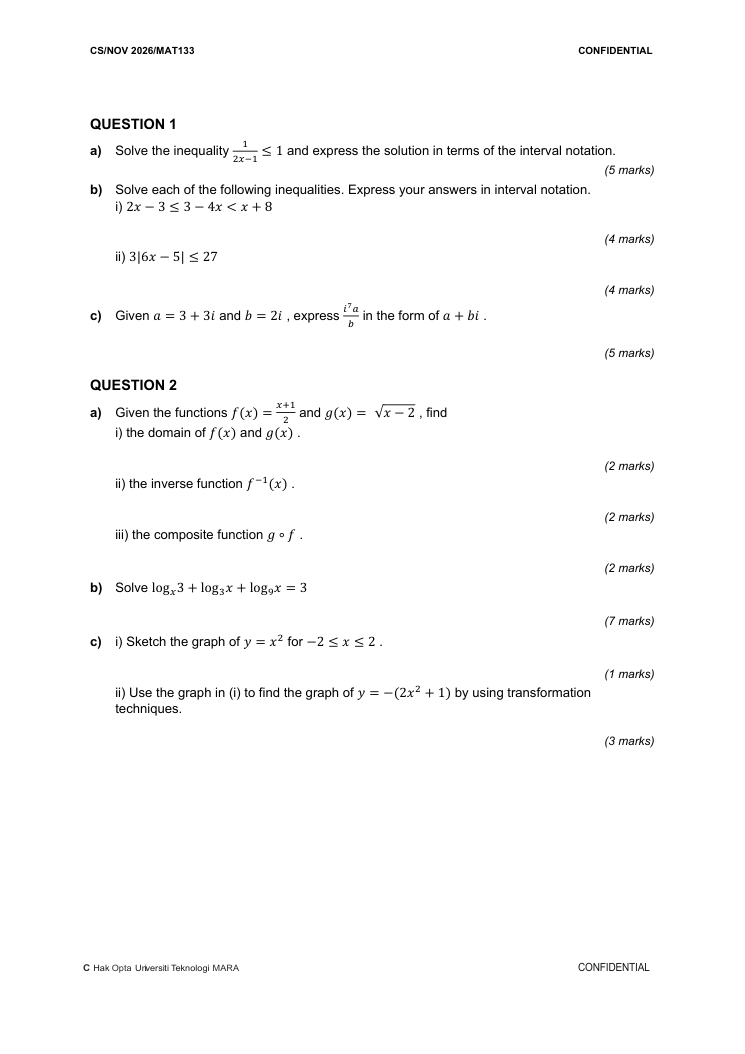 CS/NOV 2026/MAT133 CONFIDENTIAL
QUESTION 1
a) Solve the inequality 1/(2x−1) ≤ 1 and express the solution in terms of the interval notation.
(5 marks)
b) Solve each of the following inequalities. Express your answers in interval notation.
i) 2x − 3 ≤ 3 − 4x < x + 8
(4 marks)
ii) 3|6x − 5| ≤ 27
(4 marks)
c) Given a = 3 + 3i and b = 2i , express i⁷a/b in the form of a + bi .
(5 marks)
QUESTION 2
a) Given the functions f(x) = (x+1)/2 and g(x) = √(x − 2) , find
i) the domain of f(x) and g(x) .
(2 marks)
ii) the inverse function f⁻¹(x) .
(2 marks)
iii) the composite function g ∘ f .
(2 marks)
b) Solve logₓ3 + log₃x + log₉x = 3
(7 marks)
c) i) Sketch the graph of y = x² for −2 ≤ x ≤ 2 .
(1 marks)
ii) Use the graph in (i) to find the graph of y = −(2x² + 1) by using transformation
techniques.
(3 marks)
C Hak Opta Universiti Teknologi MARA CONFIDENTIAL